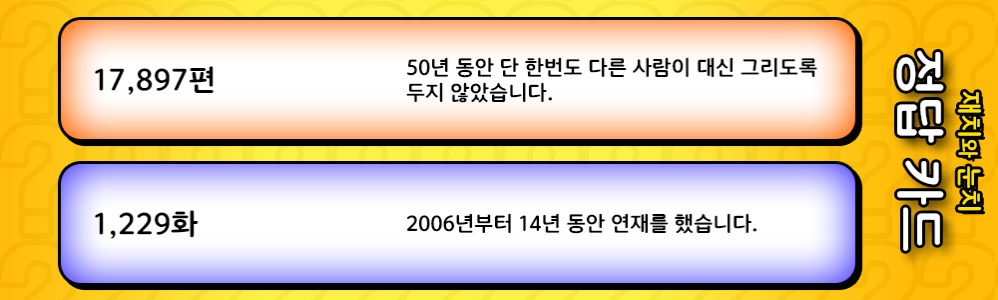 17,897편
50년 동안 단 한번도 다른 사람이 대신 그리도록
두지 않았습니다.
1,229화
2006년부터 14년 동안 연재를 했습니다.
재치와 눈치
정답 카드